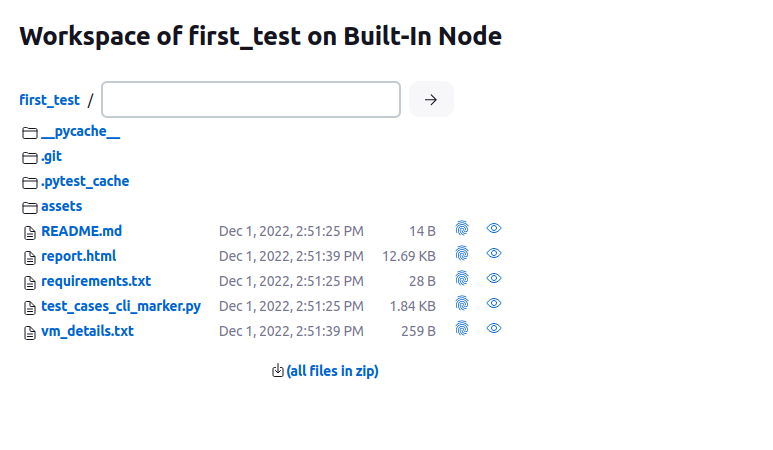 Workspace of first_test on Built-In Node
first_test /
__pycache__
.git
.pytest_cache
assets
README.md Dec 1, 2022, 2:51:25 PM 14 B
report.html Dec 1, 2022, 2:51:39 PM 12.69 KB
requirements.txt Dec 1, 2022, 2:51:25 PM 28 B
test_cases_cli_marker.py Dec 1, 2022, 2:51:25 PM 1.84 KB
vm_details.txt Dec 1, 2022, 2:51:39 PM 259 B
(all files in zip)